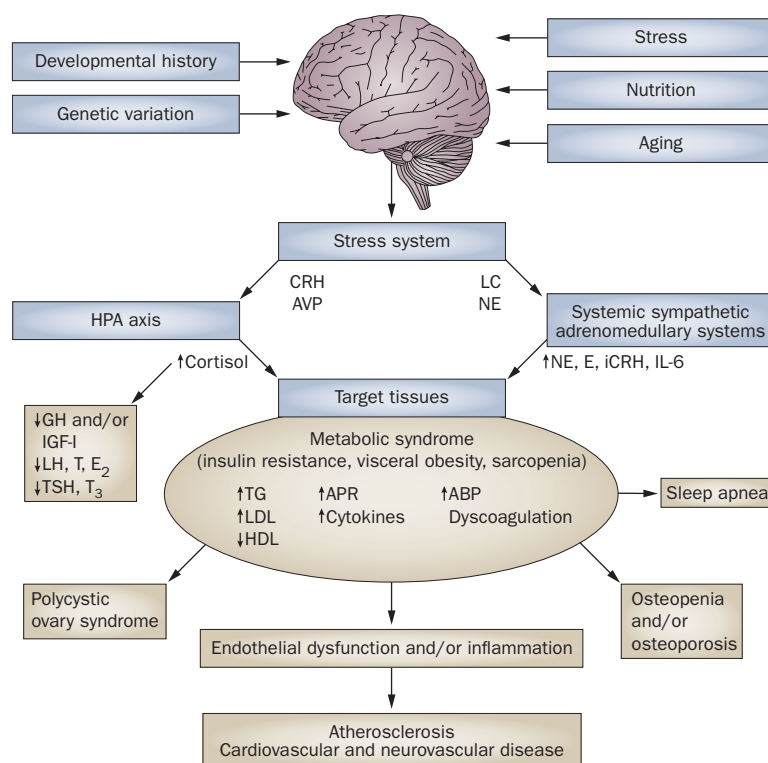 Developmental history
Genetic variation
Stress
Nutrition
Aging
Stress system
CRH
AVP
LC
NE
HPA axis
Systemic sympathetic
adrenomedullary systems
↑Cortisol
↑NE, E, iCRH, IL-6
Target tissues
↓GH and/or
IGF-I
↓LH, T, E₂
↓TSH, T₃
Metabolic syndrome
(insulin resistance, visceral obesity, sarcopenia)
↑TG
↑LDL
↓HDL
↑APR
↑Cytokines
↑ABP
Dyscoagulation
Sleep apnea
Polycystic
ovary syndrome
Osteopenia
and/or
osteoporosis
Endothelial dysfunction and/or inflammation
Atherosclerosis
Cardiovascular and neurovascular disease